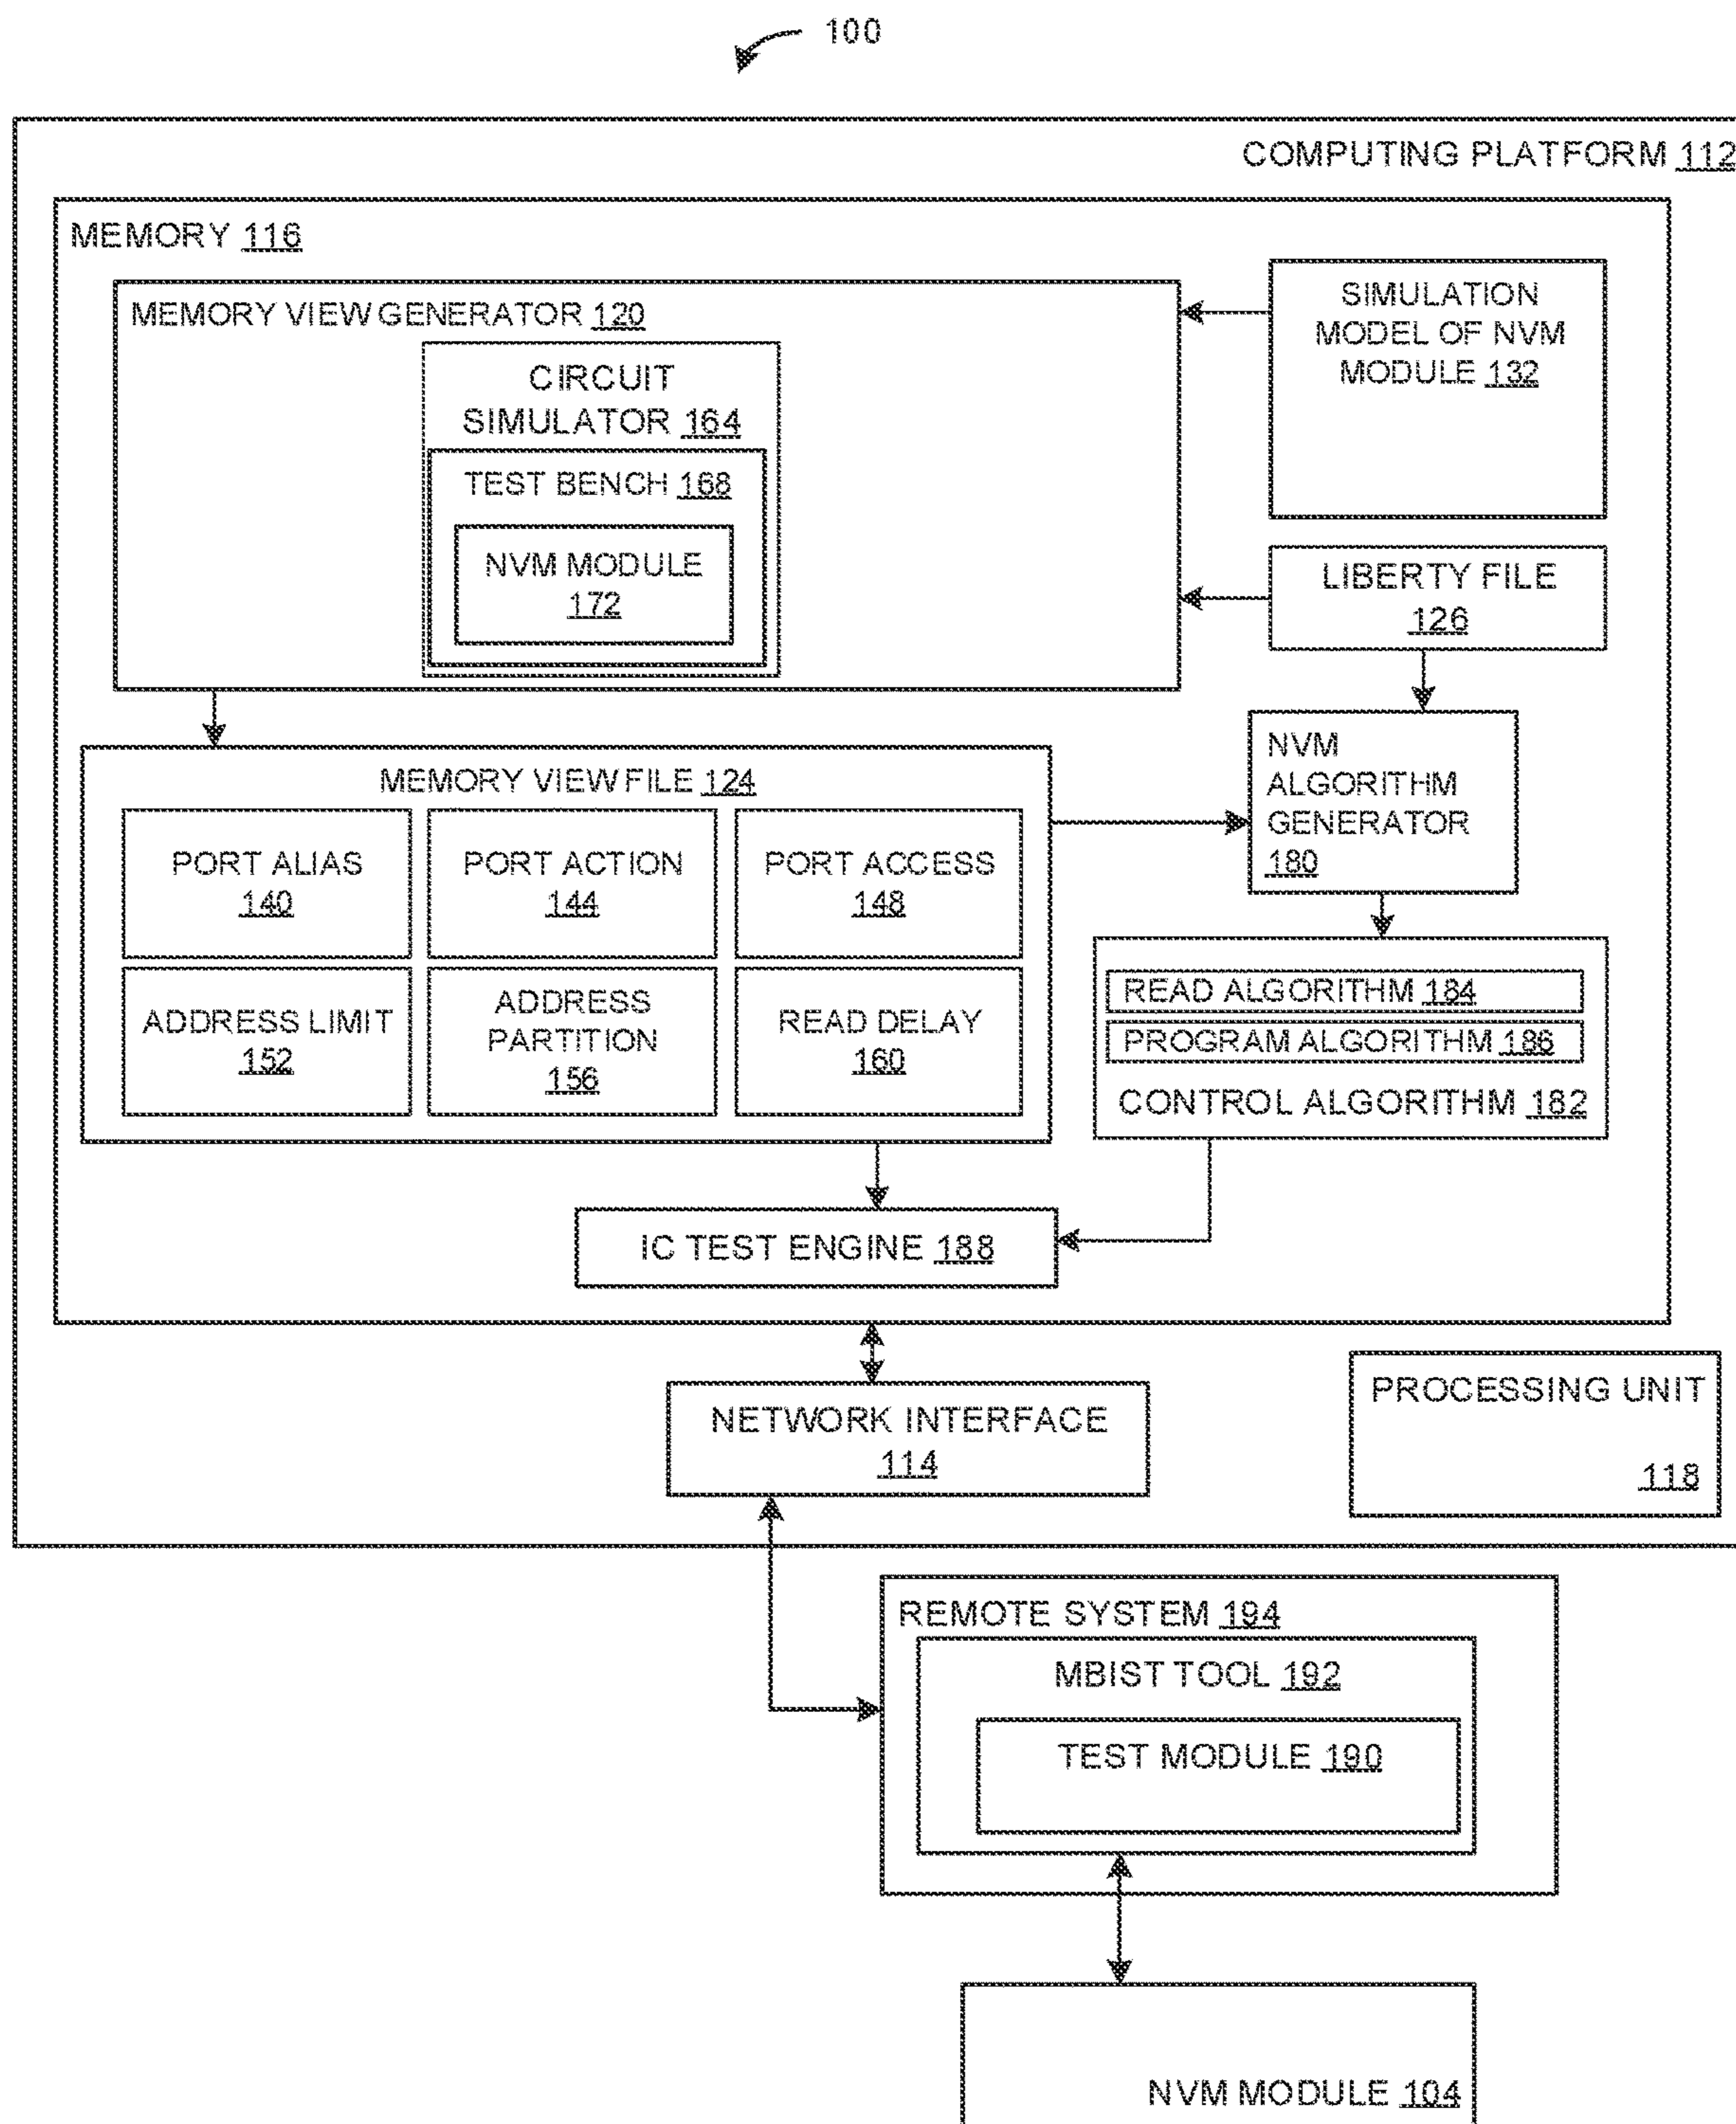 100
COMPUTING PLATFORM 112
MEMORY 116
MEMORY VIEW GENERATOR 120
CIRCUIT
SIMULATOR 164
TEST BENCH 168
NVM MODULE
172
SIMULATION
MODEL OF NVM
MODULE 132
LIBERTY FILE
126
MEMORY VIEW FILE 124
PORT ALIAS
140
PORT ACTION
144
PORT ACCESS
148
ADDRESS LIMIT
152
ADDRESS
PARTITION
156
READ DELAY
160
NVM
ALGORITHM
GENERATOR
180
READ ALGORITHM 184
PROGRAM ALGORITHM 186
CONTROL ALGORITHM 182
IC TEST ENGINE 188
NETWORK INTERFACE
114
PROCESSING UNIT
118
REMOTE SYSTEM 194
MBIST TOOL 192
TEST MODULE 190
NVM MODULE 104